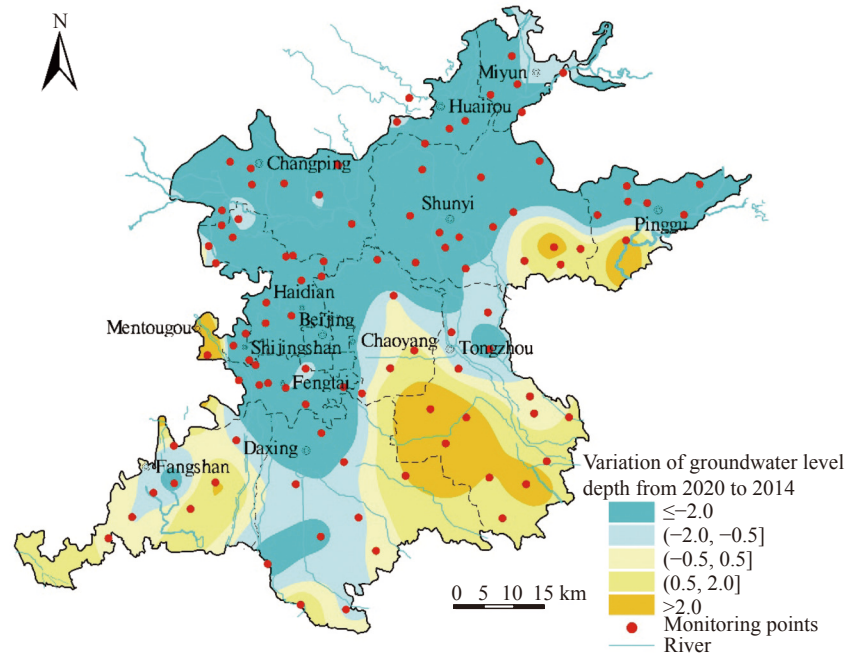 N
Miyun
Huairou
Changping
Shunyi
Pinggu
Haidian
Mentougou
Beijing
Shijingshan
Chaoyang
Tongzhou
Fengtai
Daxing
Fangshan
Variation of groundwater level
depth from 2020 to 2014
≤−2.0
(−2.0, −0.5]
(−0.5, 0.5]
(0.5, 2.0]
>2.0
Monitoring points
River
0 5 10 15 km